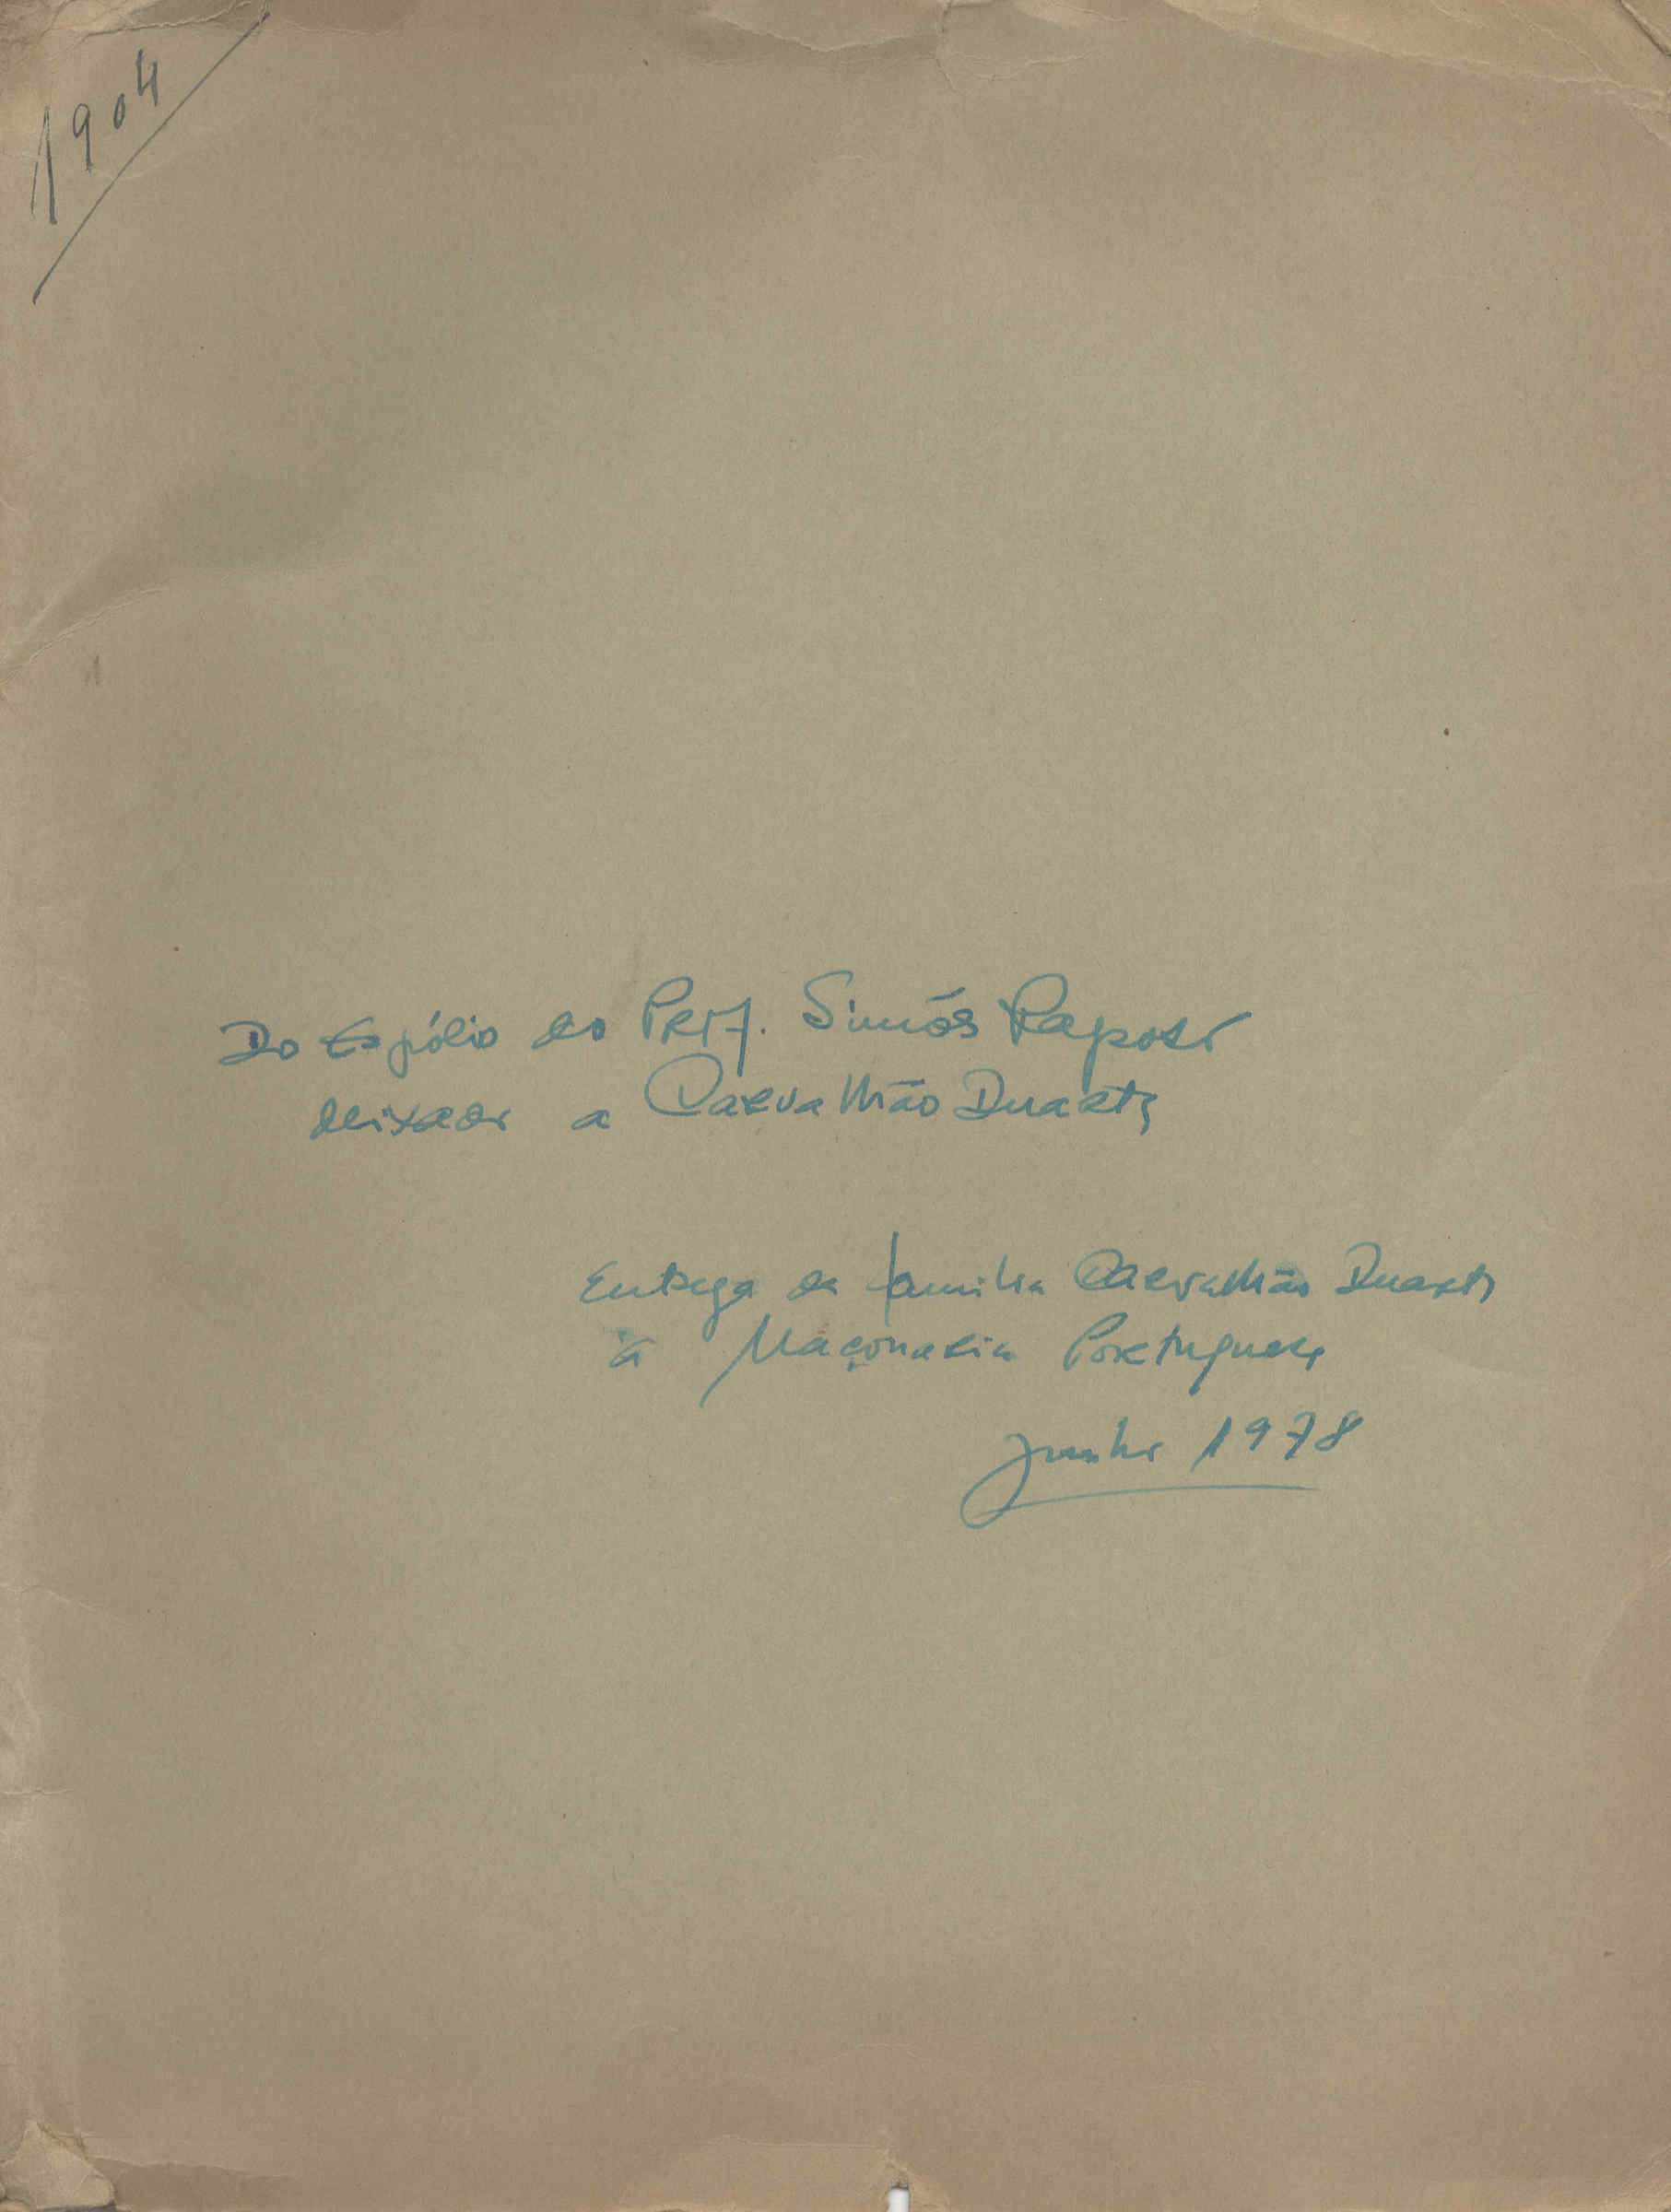 1904
Do Espólio do Prof. Simões Raposo
deixado a Carvalhão Duarte
Entrega da família Carvalhão Duarte
à Maçonaria Portuguesa
junho 1978